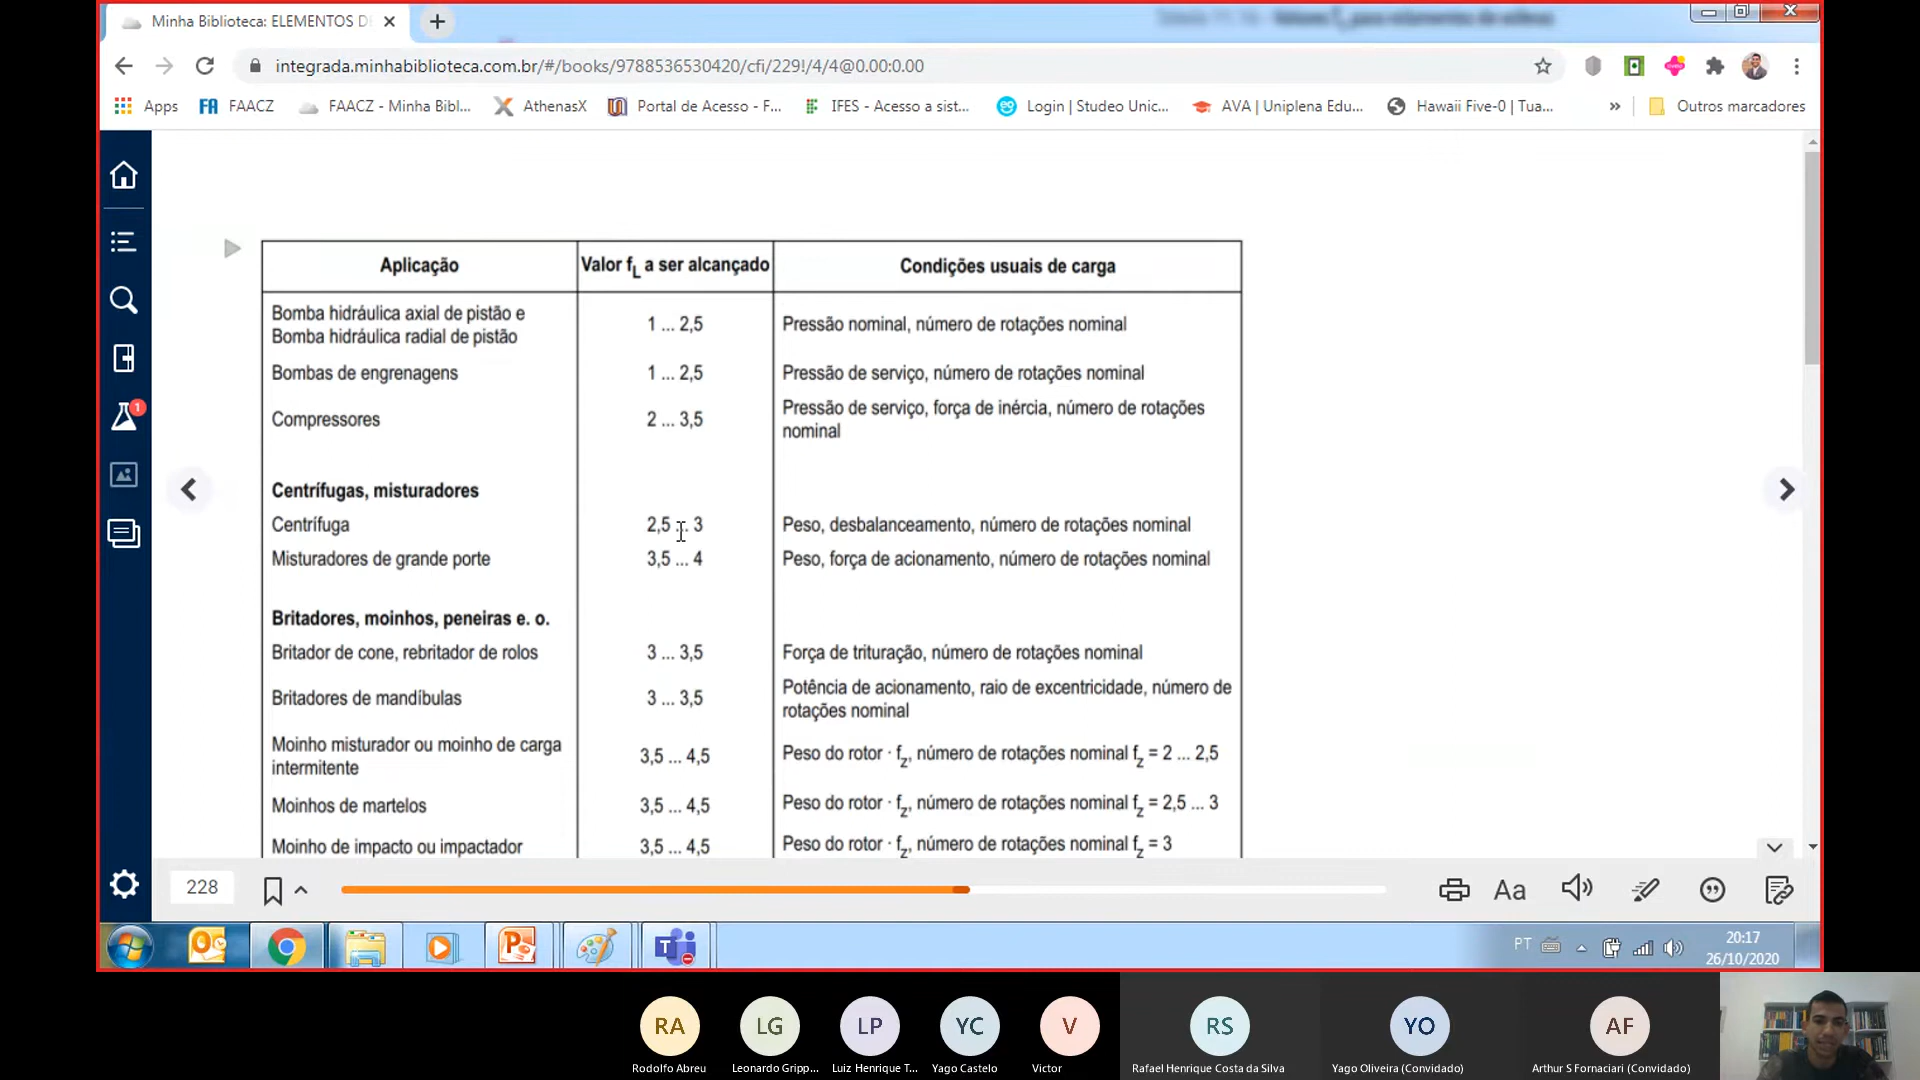 Minha Biblioteca: ELEMENTOS DE
integrada.minhabiblioteca.com.br/#/books/9788536530420/cfi/229!/4/4@0.00:0.00
Apps
FAACZ
FAACZ - Minha Bibl...
AthenasX
Portal de Acesso - F...
IFES - Acesso a sist...
Login | Studeo Unic...
AVA | Uniplena Edu...
Hawaii Five-0 | Tua...
»
Outros marcadores
Aplicação
Valor fL a ser alcançado
Condições usuais de carga
Bomba hidráulica axial de pistão e
Bomba hidráulica radial de pistão
1 ... 2,5
Pressão nominal, número de rotações nominal
Bombas de engrenagens
1 ... 2,5
Pressão de serviço, número de rotações nominal
Compressores
2 ... 3,5
Pressão de serviço, força de inércia, número de rotações
nominal
Centrífugas, misturadores
Centrífuga
2,5 ... 3
Peso, desbalanceamento, número de rotações nominal
Misturadores de grande porte
3,5 ... 4
Peso, força de acionamento, número de rotações nominal
Britadores, moinhos, peneiras e. o.
Britador de cone, rebritador de rolos
3 ... 3,5
Força de trituração, número de rotações nominal
Britadores de mandíbulas
3 ... 3,5
Potência de acionamento, raio de excentricidade, número de
rotações nominal
Moinho misturador ou moinho de carga
intermitente
3,5 ... 4,5
Peso do rotor · fz, número de rotações nominal fz = 2 ... 2,5
Moinhos de martelos
3,5 ... 4,5
Peso do rotor · fz, número de rotações nominal fz = 2,5 ... 3
Moinho de impacto ou impactador
3,5 ... 4,5
Peso do rotor · fz, número de rotações nominal fz = 3
1
228
Aa
PT
20:17
26/10/2020
RA
LG
LP
YC
V
RS
YO
AF
Rodolfo Abreu
Leonardo Gripp...
Luiz Henrique T...
Yago Castelo
Victor
Rafael Henrique Costa da Silva
Yago Oliveira (Convidado)
Arthur S Fornaciari (Convidado)